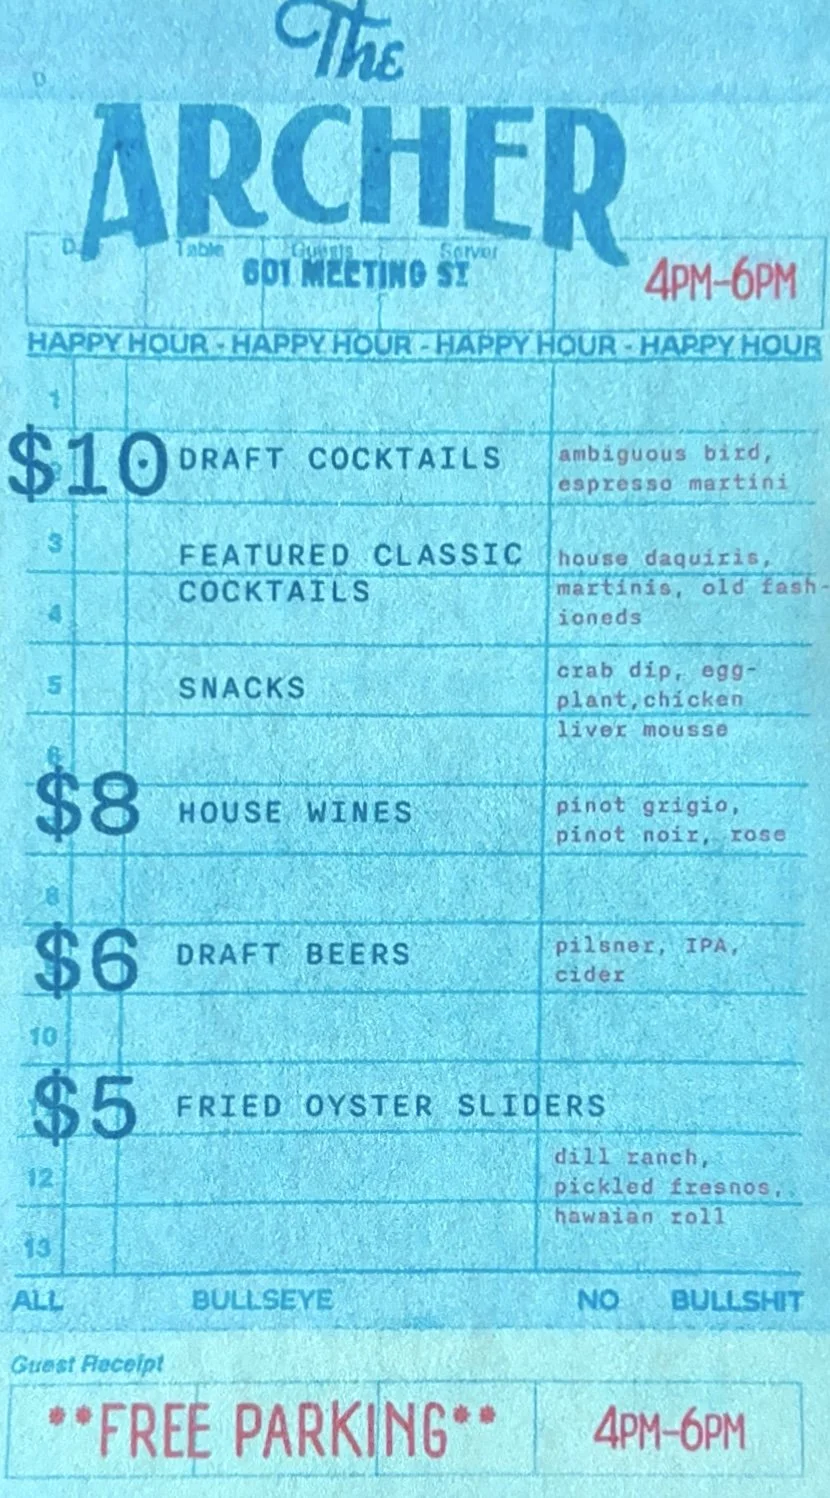 The
ARCHER
Table Guests Server
601 MEETING ST
4PM-6PM
HAPPY HOUR - HAPPY HOUR - HAPPY HOUR - HAPPY HOUR
1
$10 DRAFT COCKTAILS
ambiguous bird,
espresso martini
3
FEATURED CLASSIC
COCKTAILS
house daquiris,
martinis, old fash-
ioneds
4
5
SNACKS
crab dip, egg-
plant,chicken
liver mousse
6
$8 HOUSE WINES
pinot grigio,
pinot noir, rose
8
$6 DRAFT BEERS
pilsner, IPA,
cider
10
$5 FRIED OYSTER SLIDERS
dill ranch,
pickled fresnos,
hawaian roll
12
13
ALL BULLSEYE NO BULLSHIT
Guest Receipt
**FREE PARKING** 4PM-6PM